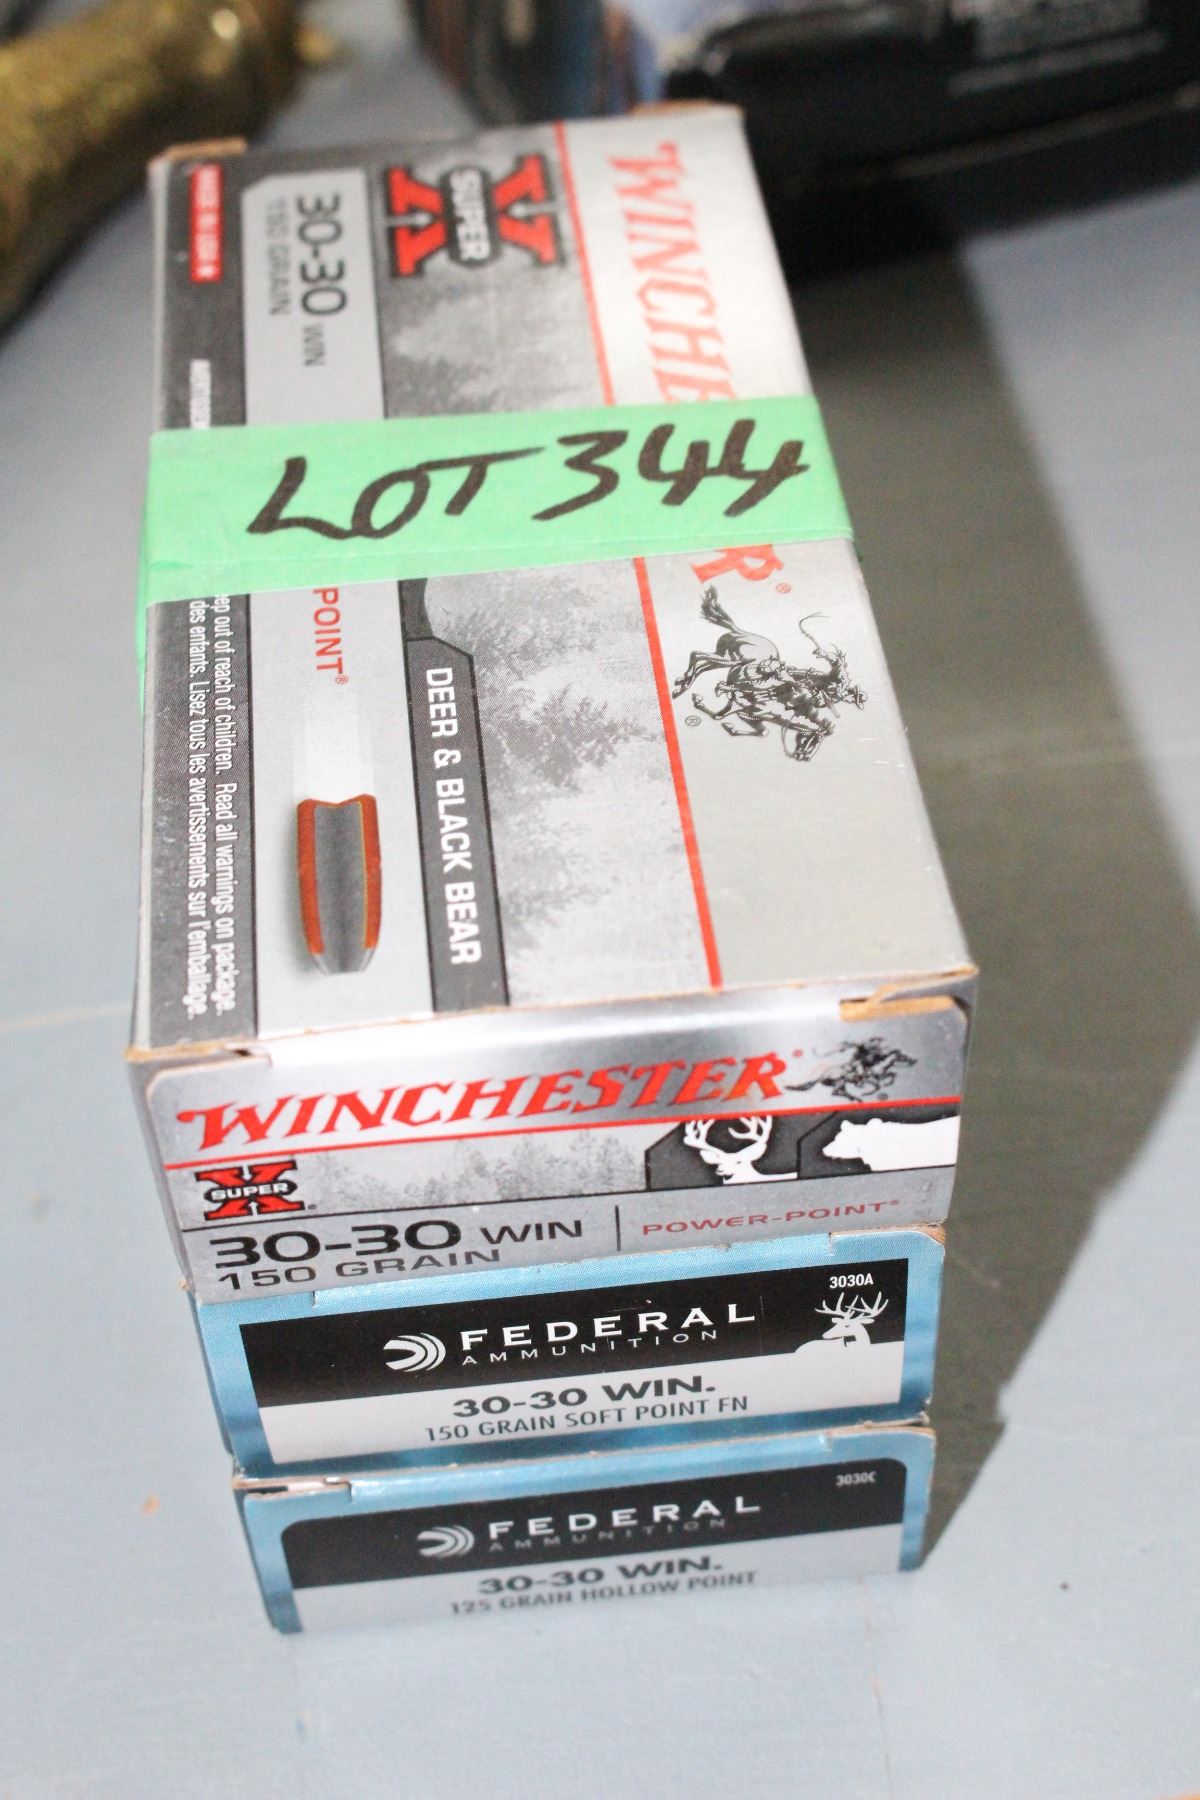 WINCHESTER®
SUPER X
30-30 WIN
150 GRAIN
MADE IN USA
LOT 344
POINT®
DEER & BLACK BEAR
eep out of reach of children. Read all warnings on package.
des enfants. Lisez tous les avertissements sur l'emballage.
WINCHESTER®
SUPER X
30-30 WIN
POWER-POINT®
150 GRAIN
3030A
FEDERAL
AMMUNITION
30-30 WIN.
150 GRAIN SOFT POINT FN
3030C
FEDERAL
AMMUNITION
30-30 WIN.
125 GRAIN HOLLOW POINT